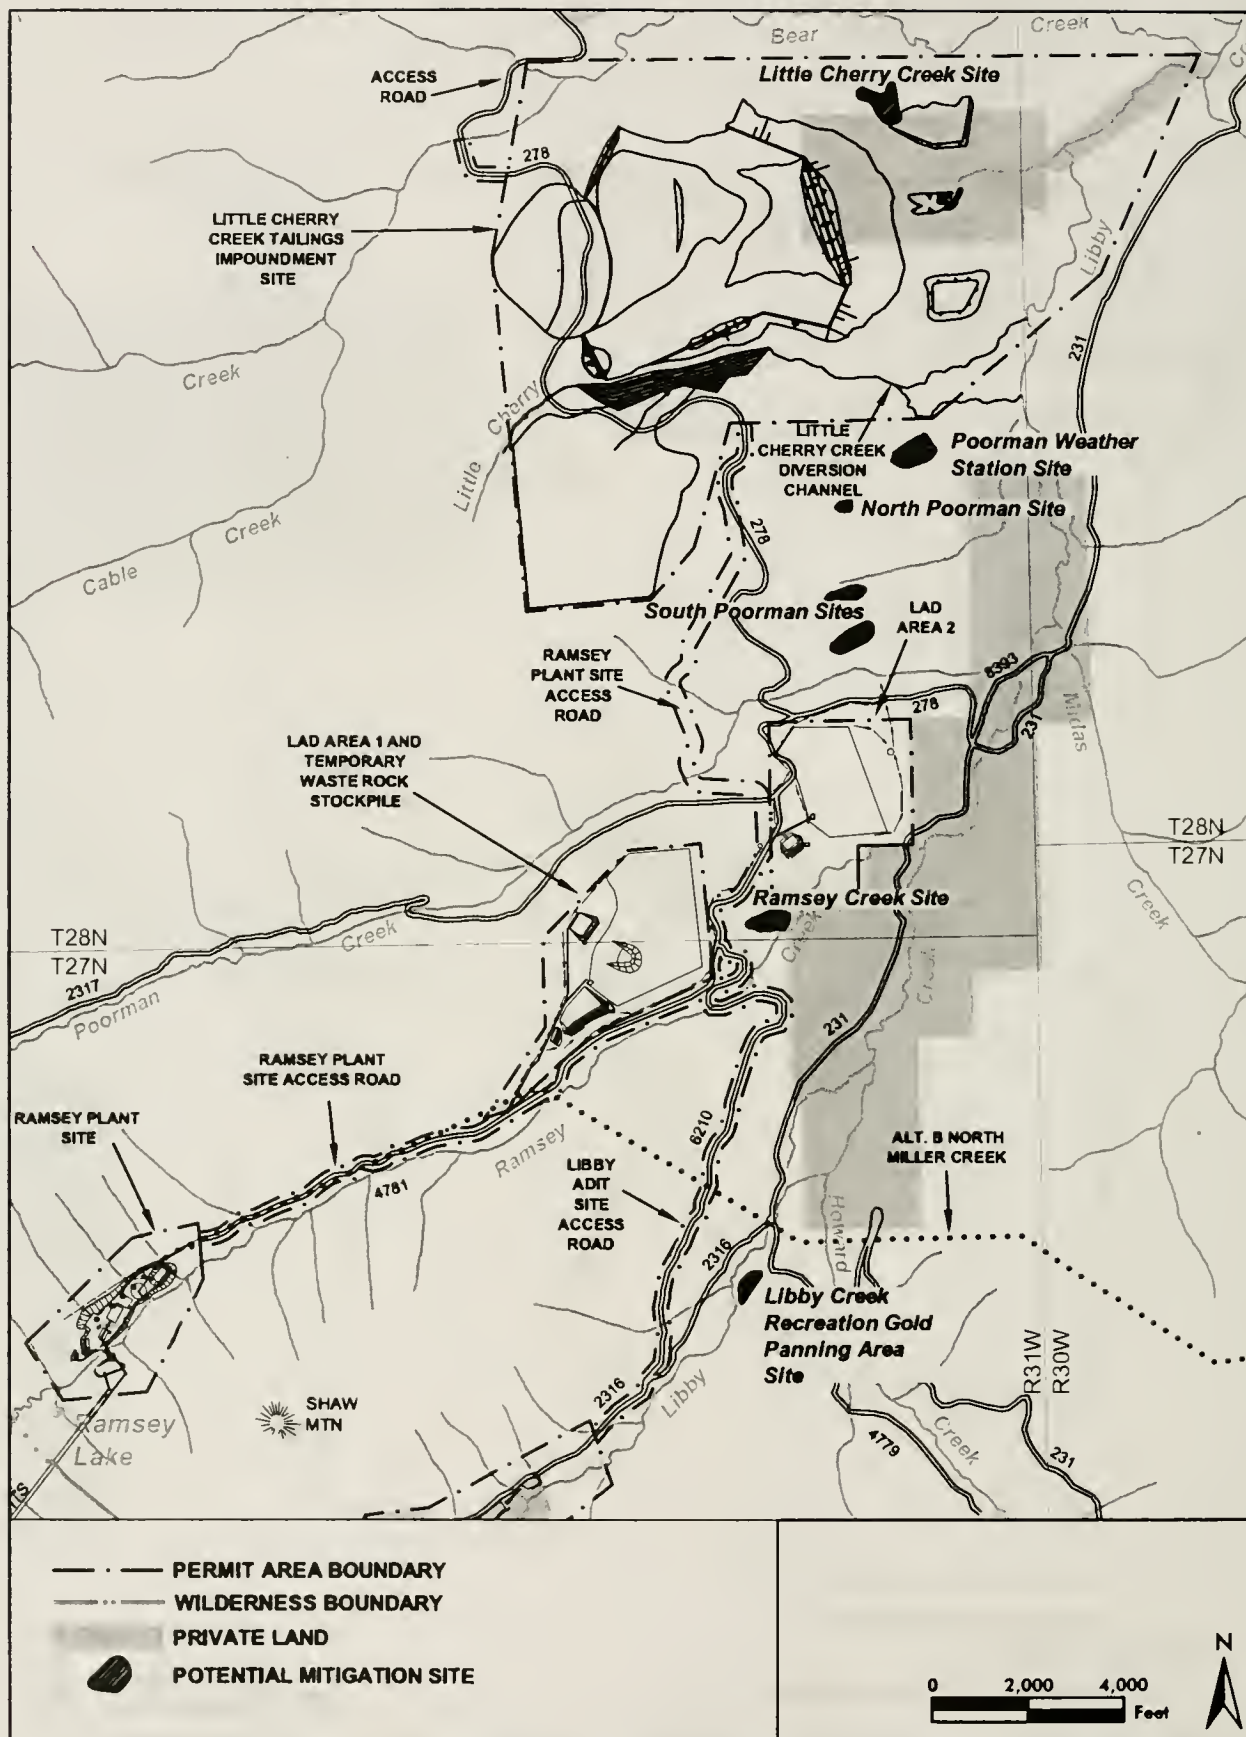 Bear
Creek
ACCESS
ROAD
Little Cherry Creek Site
278
LITTLE CHERRY
CREEK TAILINGS
IMPOUNDMENT
SITE
Libby
231
Creek
Little Cherry
LITTLE
CHERRY CREEK
DIVERSION
CHANNEL
Poorman Weather
Station Site
North Poorman Site
278
Creek
Cable
South Poorman Sites
LAD
AREA 2
RAMSEY
PLANT SITE
ACCESS
ROAD
8393
278
231
Midas
LAD AREA 1 AND
TEMPORARY
WASTE ROCK
STOCKPILE
T28N
T27N
Creek
Ramsey Creek Site
T28N
T27N
Creek
Creek
Creek
2317
Poorman
231
RAMSEY PLANT
SITE ACCESS ROAD
RAMSEY PLANT
SITE
Ramsey
6210
ALT. B NORTH
MILLER CREEK
4781
LIBBY
ADIT
SITE
ACCESS
ROAD
Howard
2316
Libby Creek
Recreation Gold
Panning Area
Site
R31W
R30W
SHAW
MTN
2316
Libby
Ramsey
Lake
4779
Creek
231
PERMIT AREA BOUNDARY
WILDERNESS BOUNDARY
PRIVATE LAND
POTENTIAL MITIGATION SITE
N
0 2,000 4,000
Feet